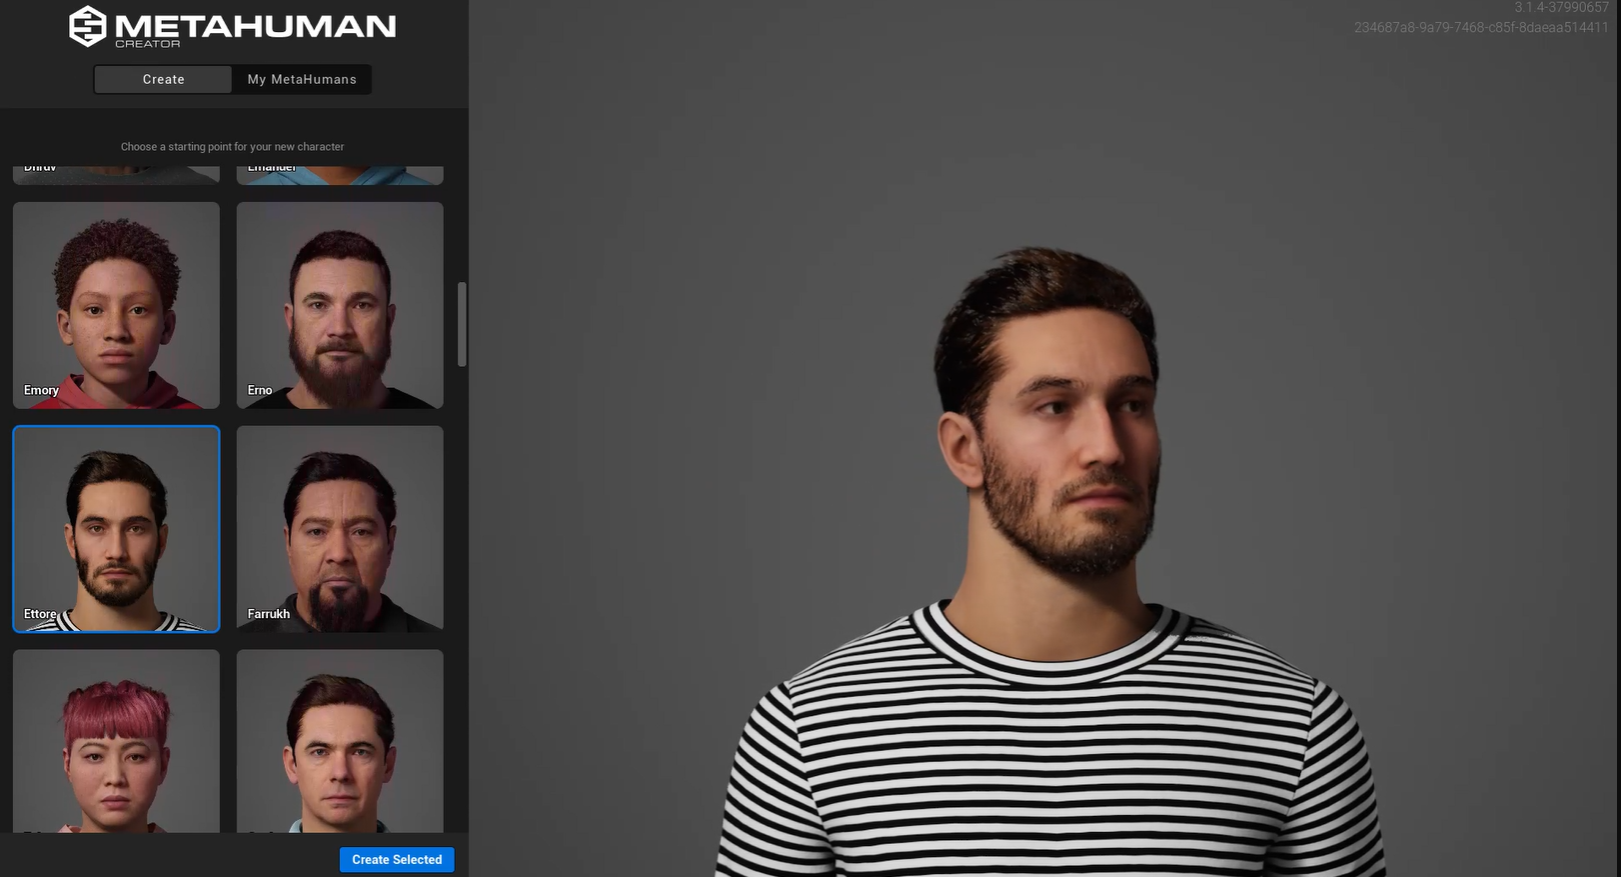 METAHUMAN
CREATOR
Create
My MetaHumans
Choose a starting point for your new character
Dhruv
Emanuel
Emory
Erno
Ettore
Farrukh
Create Selected
3.1.4-37990657
234687a8-9a79-7468-c85f-8daeaa514411